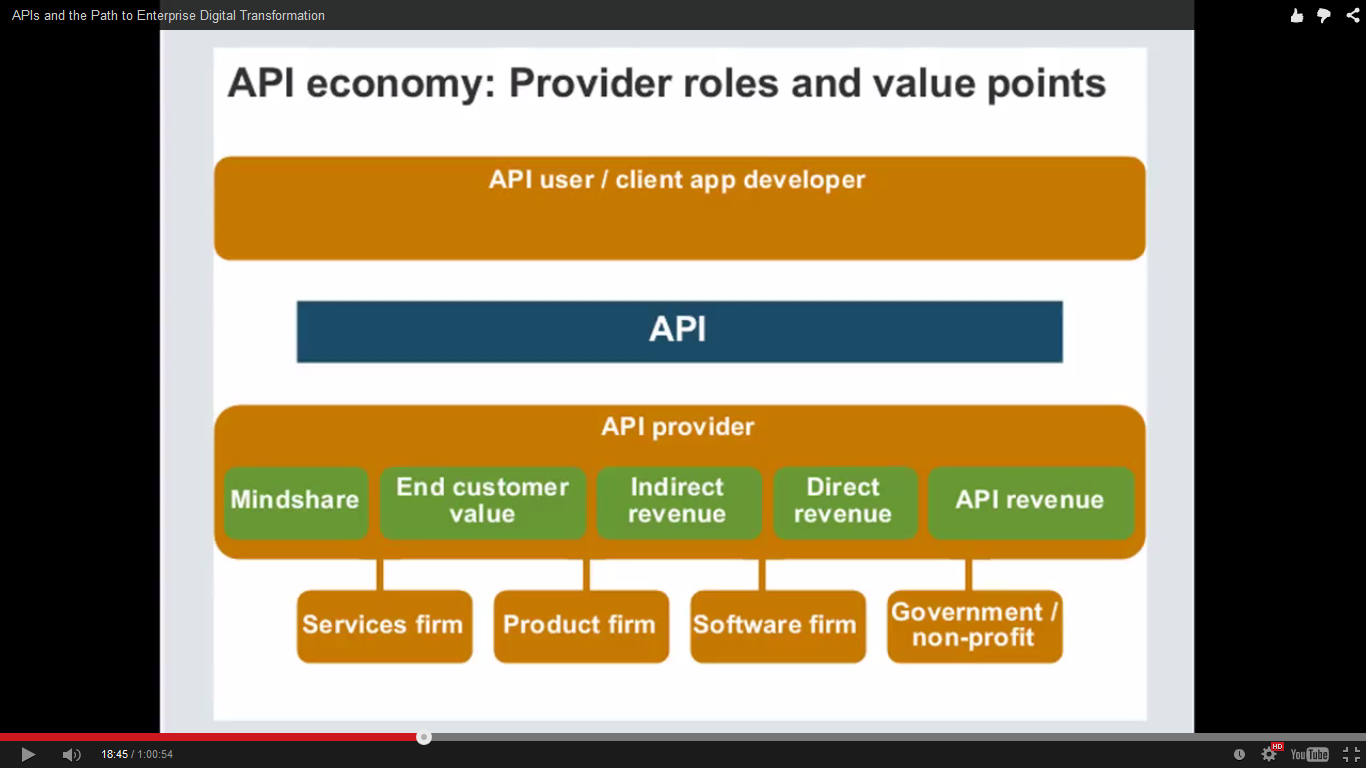 APIs and the Path to Enterprise Digital Transformation
API economy: Provider roles and value points
API user / client app developer
API
API provider
Mindshare
End customer
value
Indirect
revenue
Direct
revenue
API revenue
Services firm
Product firm
Software firm
Government /
non-profit
18:45 / 1:00:54
HD
YouTube